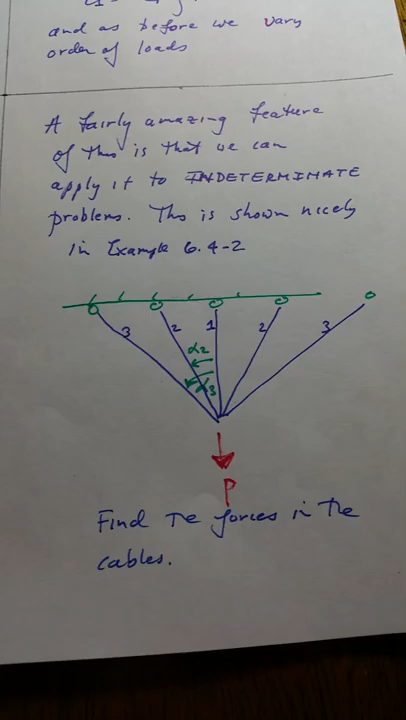 and as before we vary
order of loads
A fairly amazing feature
of this is that we can
apply it to INDETERMINATE
problems. This is shown nicely
in Example 6.4-2
3 2 1 2 3
α2
α3
P
Find the forces in the
cables.